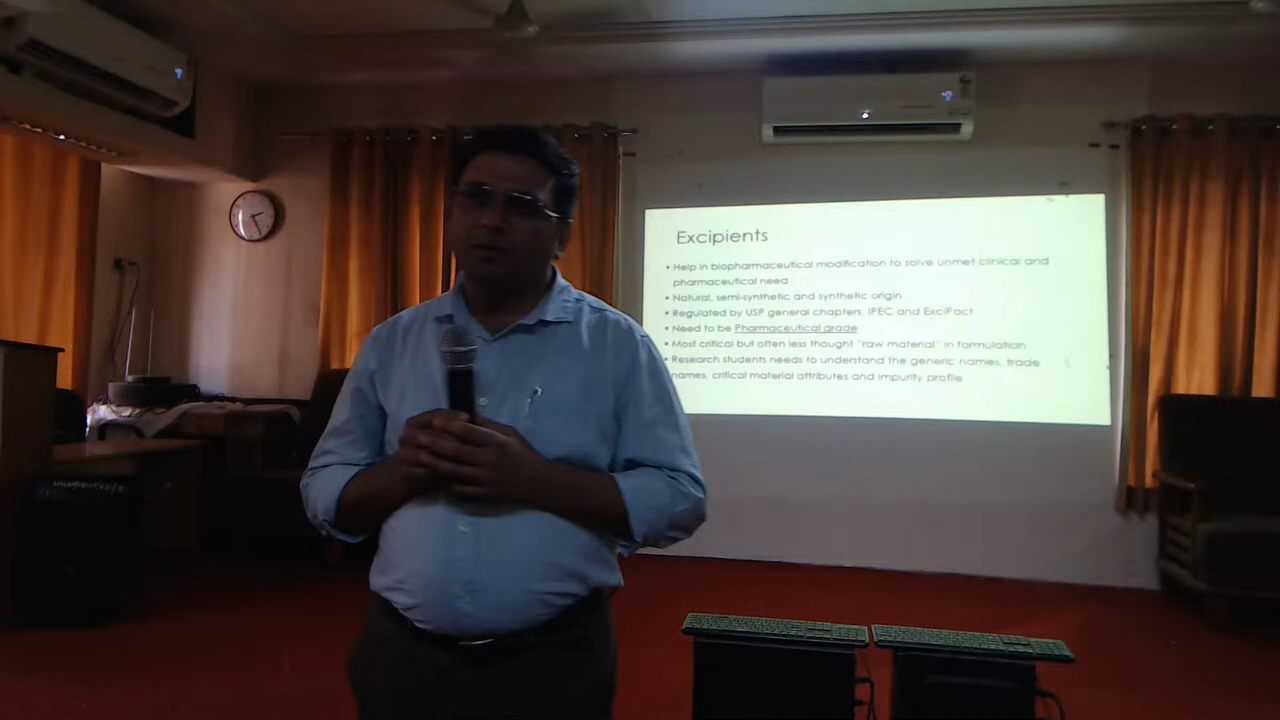 Excipients
• Help in biopharmaceutical modification to solve unmet clinical and
pharmaceutical need
• Natural, semi-synthetic and synthetic origin
• Regulated by USP general chapters, IPEC and ExciPact
• Need to be Pharmaceutical grade
• Most critical but often less thought "raw material" in formulation
• Research students needs to understand the generic names, trade
names, critical material attributes and impurity profile